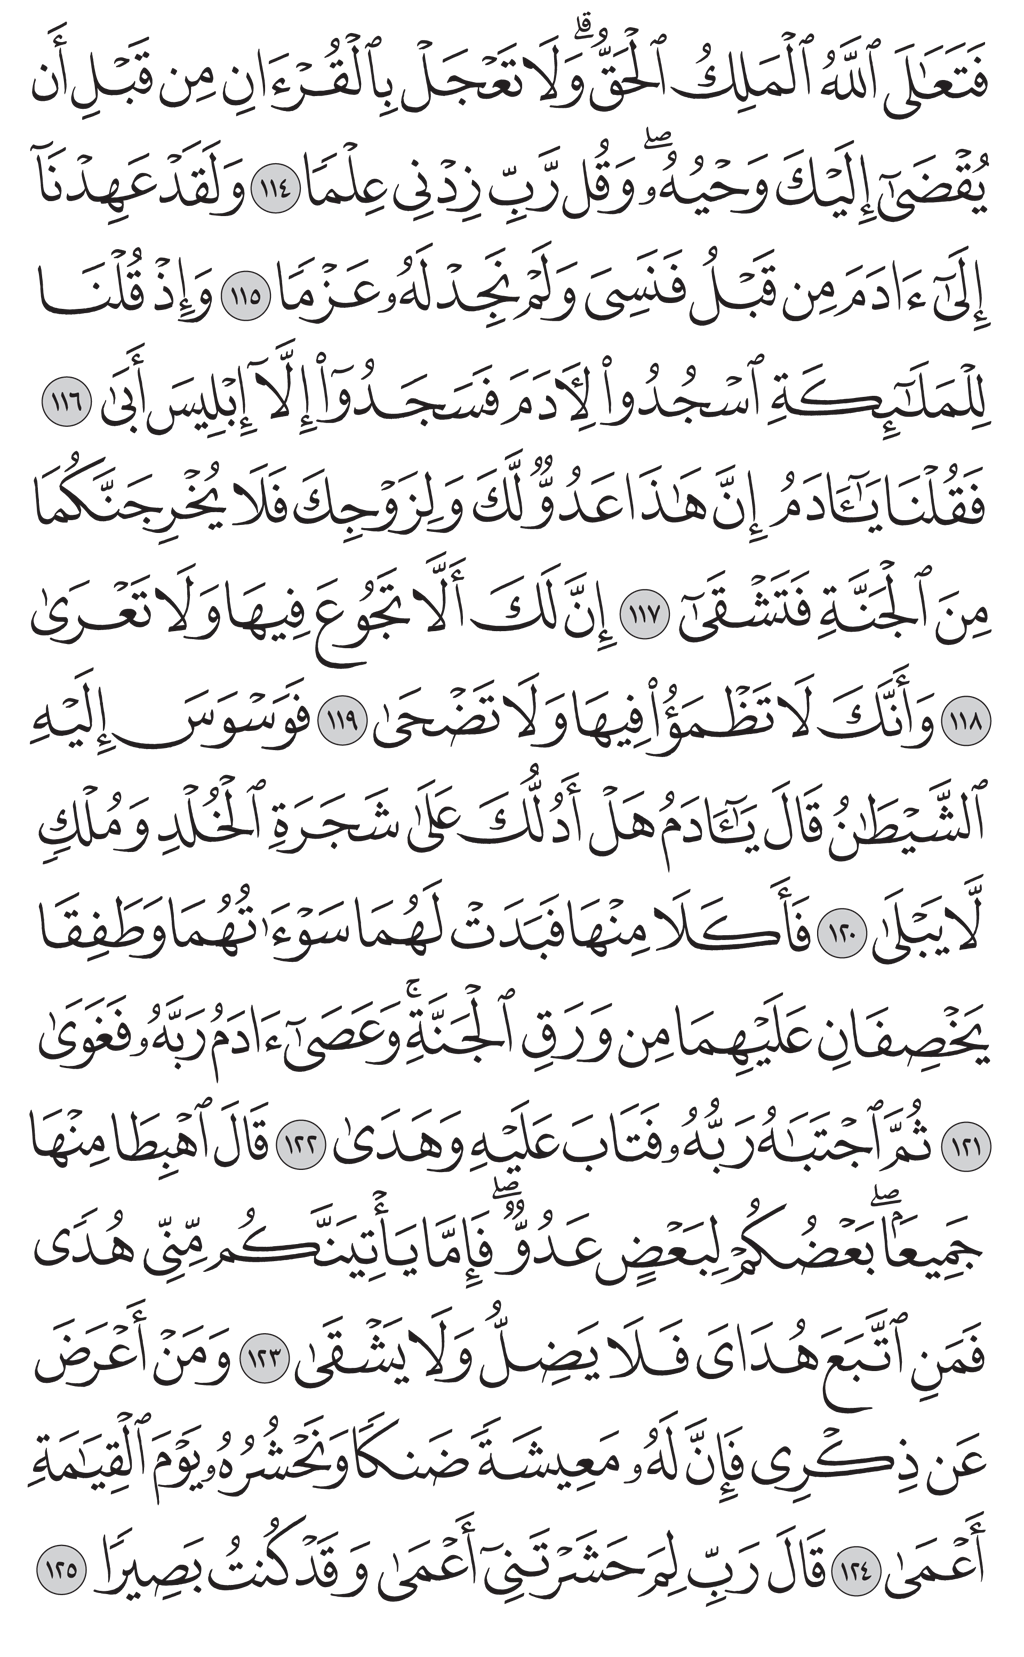 فَتَعَٰلَى ٱللَّهُ ٱلْمَلِكُ ٱلْحَقُّ ۗ وَلَا تَعْجَلْ بِٱلْقُرْءَانِ مِن قَبْلِ أَن
يُقْضَىٰٓ إِلَيْكَ وَحْيُهُۥ ۖ وَقُل رَّبِّ زِدْنِى عِلْمًا ١١٤ وَلَقَدْ عَهِدْنَآ
إِلَىٰٓ ءَادَمَ مِن قَبْلُ فَنَسِىَ وَلَمْ نَجِدْ لَهُۥ عَزْمًا ١١٥ وَإِذْ قُلْنَا
لِلْمَلَٰٓئِكَةِ ٱسْجُدُوا۟ لِءَادَمَ فَسَجَدُوٓا۟ إِلَّآ إِبْلِيسَ أَبَىٰ ١١٦
فَقُلْنَا يَٰٓـَٔادَمُ إِنَّ هَٰذَا عَدُوٌّ لَّكَ وَلِزَوْجِكَ فَلَا يُخْرِجَنَّكُمَا
مِنَ ٱلْجَنَّةِ فَتَشْقَىٰٓ ١١٧ إِنَّ لَكَ أَلَّا تَجُوعَ فِيهَا وَلَا تَعْرَىٰ
١١٨ وَأَنَّكَ لَا تَظْمَؤُا۟ فِيهَا وَلَا تَضْحَىٰ ١١٩ فَوَسْوَسَ إِلَيْهِ
ٱلشَّيْطَٰنُ قَالَ يَٰٓـَٔادَمُ هَلْ أَدُلُّكَ عَلَىٰ شَجَرَةِ ٱلْخُلْدِ وَمُلْكٍ
لَّا يَبْلَىٰ ١٢٠ فَأَكَلَا مِنْهَا فَبَدَتْ لَهُمَا سَوْءَٰتُهُمَا وَطَفِقَا
يَخْصِفَانِ عَلَيْهِمَا مِن وَرَقِ ٱلْجَنَّةِ ۚ وَعَصَىٰٓ ءَادَمُ رَبَّهُۥ فَغَوَىٰ
١٢١ ثُمَّ ٱجْتَبَٰهُ رَبُّهُۥ فَتَابَ عَلَيْهِ وَهَدَىٰ ١٢٢ قَالَ ٱهْبِطَا مِنْهَا
جَمِيعًۢا ۖ بَعْضُكُمْ لِبَعْضٍ عَدُوٌّ ۖ فَإِمَّا يَأْتِيَنَّكُم مِّنِّى هُدًى
فَمَنِ ٱتَّبَعَ هُدَاىَ فَلَا يَضِلُّ وَلَا يَشْقَىٰ ١٢٣ وَمَنْ أَعْرَضَ
عَن ذِكْرِى فَإِنَّ لَهُۥ مَعِيشَةً ضَنكًا وَنَحْشُرُهُۥ يَوْمَ ٱلْقِيَٰمَةِ
أَعْمَىٰ ١٢٤ قَالَ رَبِّ لِمَ حَشَرْتَنِىٓ أَعْمَىٰ وَقَدْ كُنتُ بَصِيرًا ١٢٥